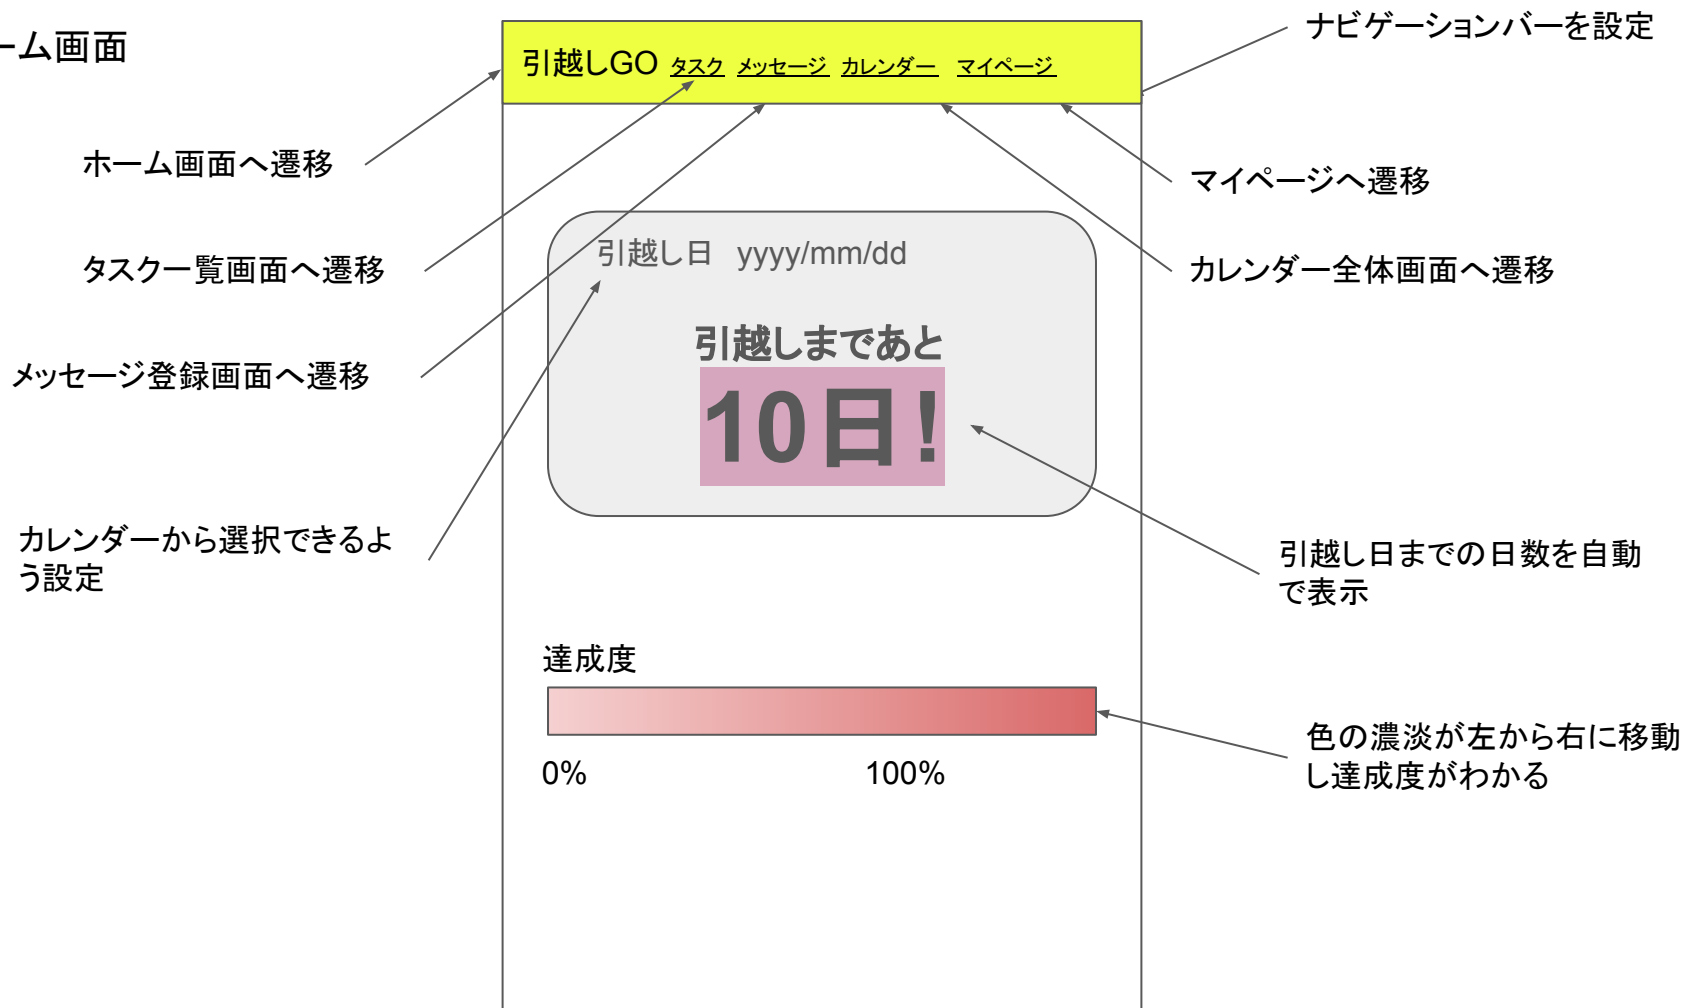 ーム画面
ナビゲーションバーを設定
引越しGO タスク メッセージ カレンダー マイページ
ホーム画面へ遷移
マイページへ遷移
タスク一覧画面へ遷移
引越し日 yyyy/mm/dd
カレンダー全体画面へ遷移
引越しまであと
メッセージ登録画面へ遷移
10日!
カレンダーから選択できるよ
う設定
引越し日までの日数を自動
で表示
達成度
色の濃淡が左から右に移動
し達成度がわかる
0% 100%